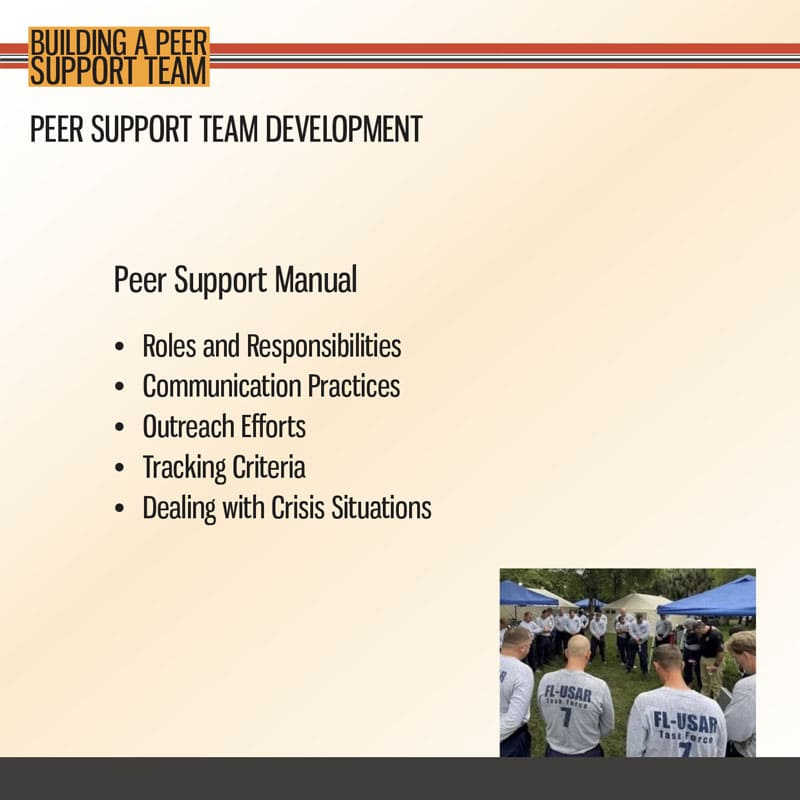 BUILDING A PEER
SUPPORT TEAM
PEER SUPPORT TEAM DEVELOPMENT
Peer Support Manual
• Roles and Responsibilities
• Communication Practices
• Outreach Efforts
• Tracking Criteria
• Dealing with Crisis Situations
FL-USAR
Task Force
7
FL-USAR
Task Force
7